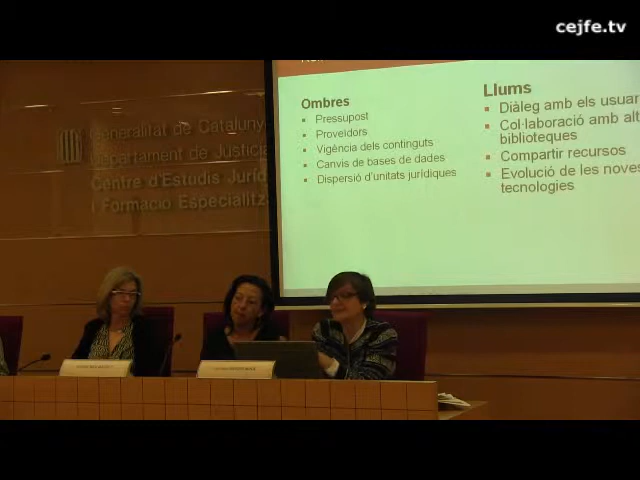 cejfe.tv
Ombres
▪ Pressupost
▪ Proveïdors
▪ Vigència dels continguts
▪ Canvis de bases de dades
▪ Dispersió d'unitats jurídiques
Llums
▪ Diàleg amb els usuar
▪ Col·laboració amb alt
biblioteques
▪ Compartir recursos
▪ Evolució de les noves
tecnologies
Generalitat de Catalunya
Departament de Justícia
Centre d'Estudis Juríd
i Formació Especialitz